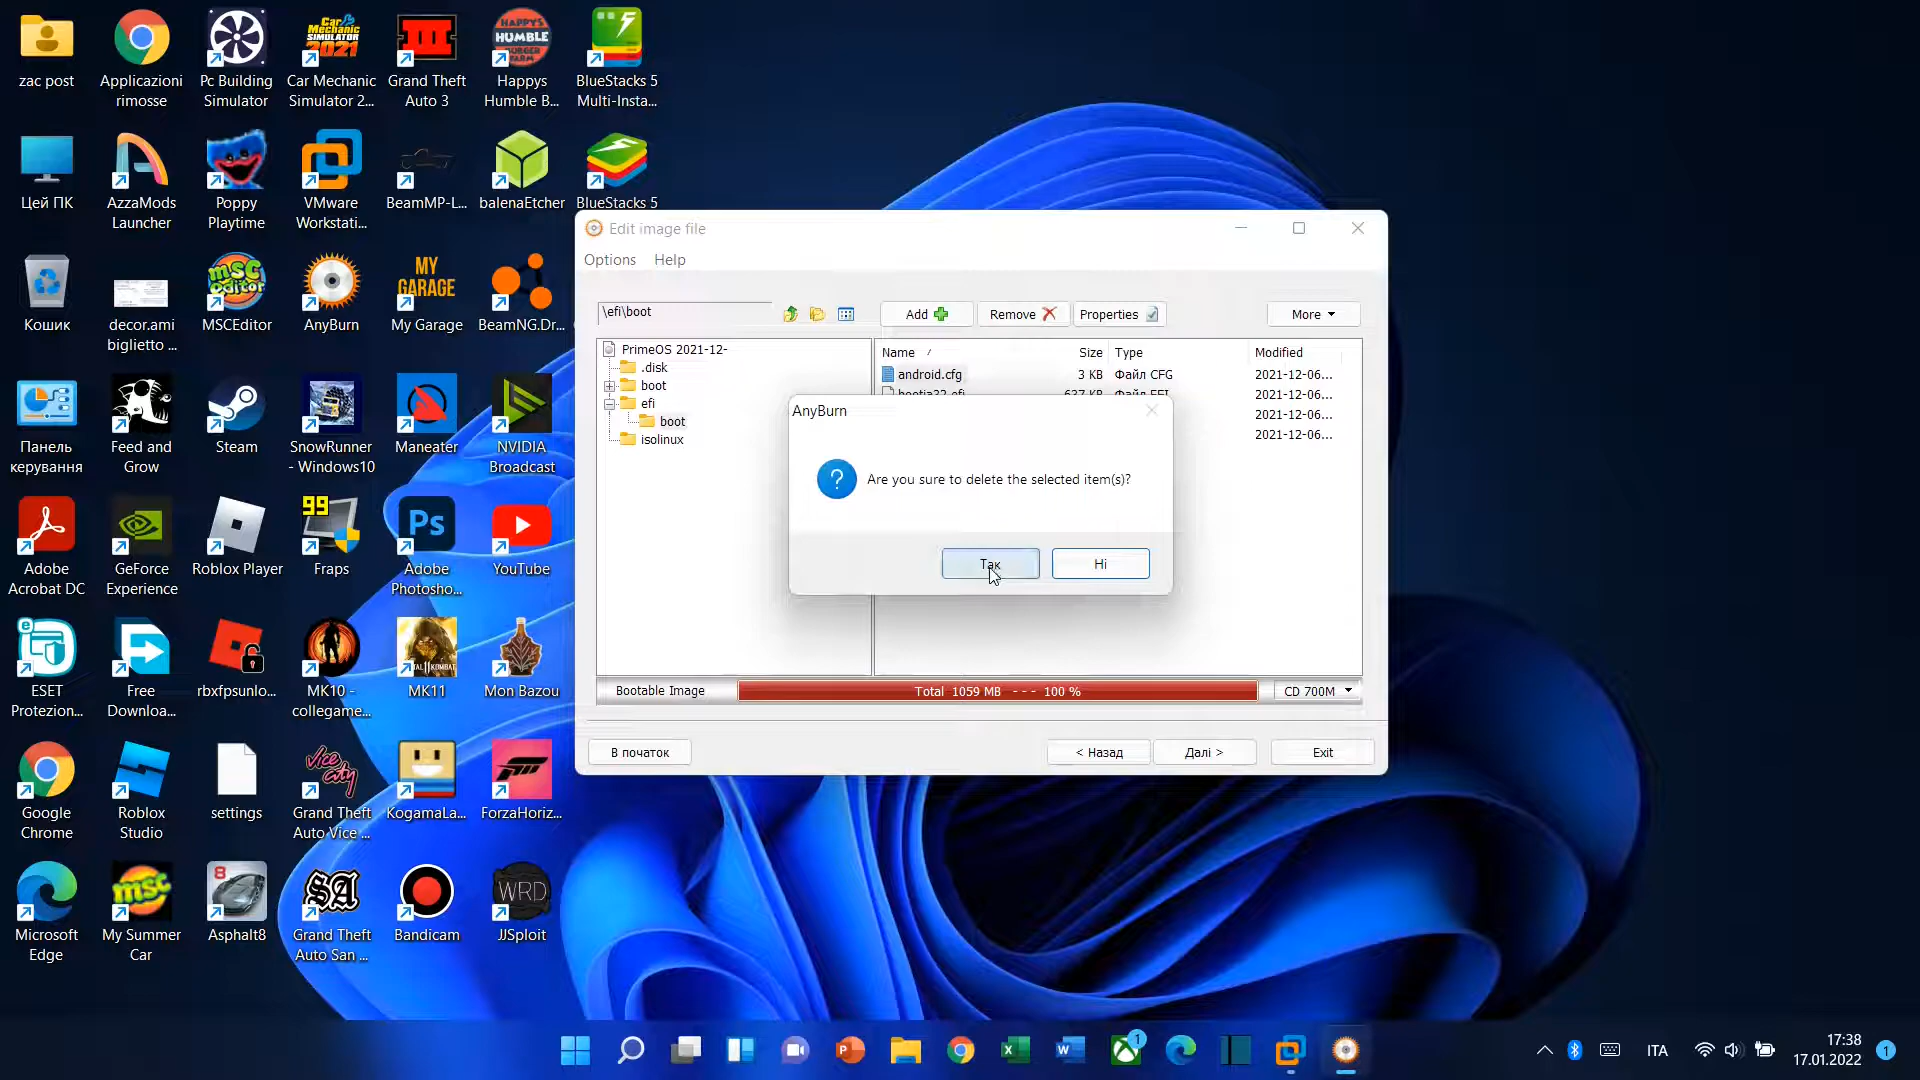 zac post
Applicazioni
rimosse
Pc Building
Simulator
Car Mechanic
Simulator 2...
Grand Theft
Auto 3
Happys
Humble B...
BlueStacks 5
Multi-Insta...
Цей ПК
AzzaMods
Launcher
Poppy
Playtime
VMware
Workstati...
BeamMP-L...
balenaEtcher
BlueStacks 5
Кошик
decor.ami
biglietto ...
MSCEditor
AnyBurn
My Garage
BeamNG.Dr...
Панель
керування
Feed and
Grow
Steam
SnowRunner
- Windows10
Maneater
NVIDIA
Broadcast
Adobe
Acrobat DC
GeForce
Experience
Roblox Player
Fraps
Adobe
Photosho...
YouTube
ESET
Protezion...
Free
Downloa...
rbxfpsunlo...
MK10 -
collegame...
MK11
Mon Bazou
Google
Chrome
Roblox
Studio
settings
Grand Theft
Auto Vice ...
KogamaLa...
ForzaHoriz...
Microsoft
Edge
My Summer
Car
Asphalt8
Grand Theft
Auto San ...
Bandicam
JJSploit
Edit image file
Options Help
\efi\boot
Add Remove Properties More
PrimeOS 2021-12-
.disk
boot
efi
boot
isolinux
Name Size Type Modified
android.cfg 3 KB Файл CFG 2021-12-06...
bootia32.efi 637 KB Файл EFI 2021-12-06...
2021-12-06...
2021-12-06...
AnyBurn
Are you sure to delete the selected item(s)?
Так Ні
Bootable Image Total 1059 MB - - - 100 % CD 700M
В початок < Назад Далі > Exit
ITA
17:38
17.01.2022
1